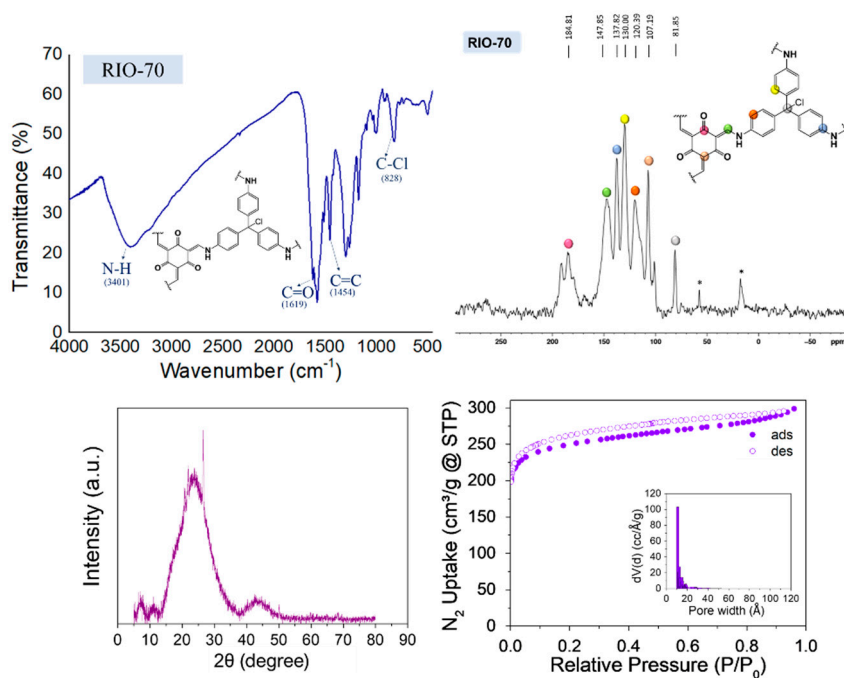 RIO-70
Transmittance (%)
70
60
50
40
30
20
10
0
N-H
(3401)
C=O
(1619)
C=C
(1454)
C-Cl
(828)
NH
Cl
O
O
O
NH
NH
4000
3500
3000
2500
2000
1500
1000
500
Wavenumber (cm⁻¹)
RIO-70
184.81
147.85
137.82
130.00
120.39
107.19
81.85
NH
Cl
O
O
O
NH
NH
*
*
250
200
150
100
50
0
-50
ppm
Intensity (a.u.)
0
10
20
30
40
50
60
70
80
90
2θ (degree)
N₂ Uptake (cm³/g @ STP)
300
250
200
150
100
50
0
ads
des
dV(d) (cc/Å/g)
120
100
80
60
40
20
0
0
20
40
60
80
100
120
Pore width (Å)
0.0
0.2
0.4
0.6
0.8
1.0
Relative Pressure (P/P₀)